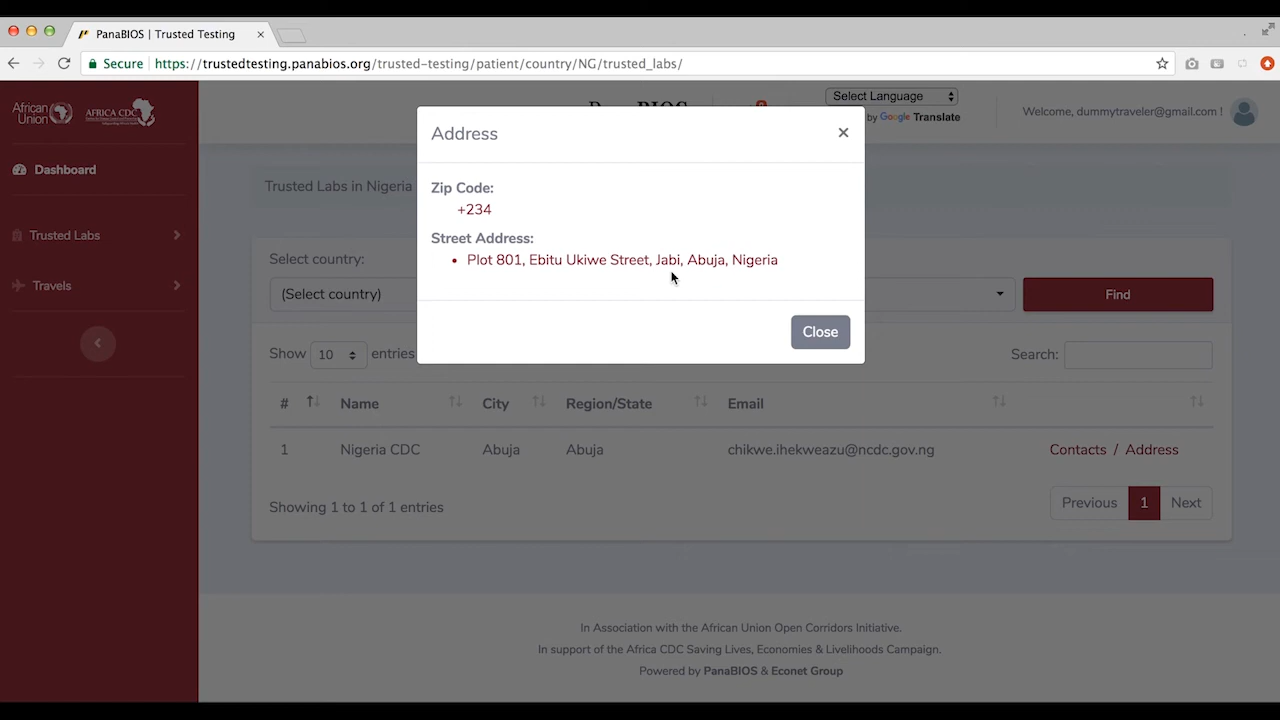 PanaBIOS | Trusted Testing
Secure https://trustedtesting.panabios.org/trusted-testing/patient/country/NG/trusted_labs/
African Union
AFRICA CDC
Select Language
by Google Translate
Welcome, dummytraveler@gmail.com !
Dashboard
Trusted Labs
Travels
Address
Zip Code:
+234
Street Address:
Plot 801, Ebitu Ukiwe Street, Jabi, Abuja, Nigeria
Close
Trusted Labs in Nigeria
Select country:
(Select country)
Find
Show 10 entries
Search:
# Name City Region/State Email
1 Nigeria CDC Abuja Abuja chikwe.ihekweazu@ncdc.gov.ng Contacts / Address
Showing 1 to 1 of 1 entries
Previous 1 Next
In Association with the African Union Open Corridors Initiative.
In support of the Africa CDC Saving Lives, Economies & Livelihoods Campaign.
Powered by PanaBIOS & Econet Group